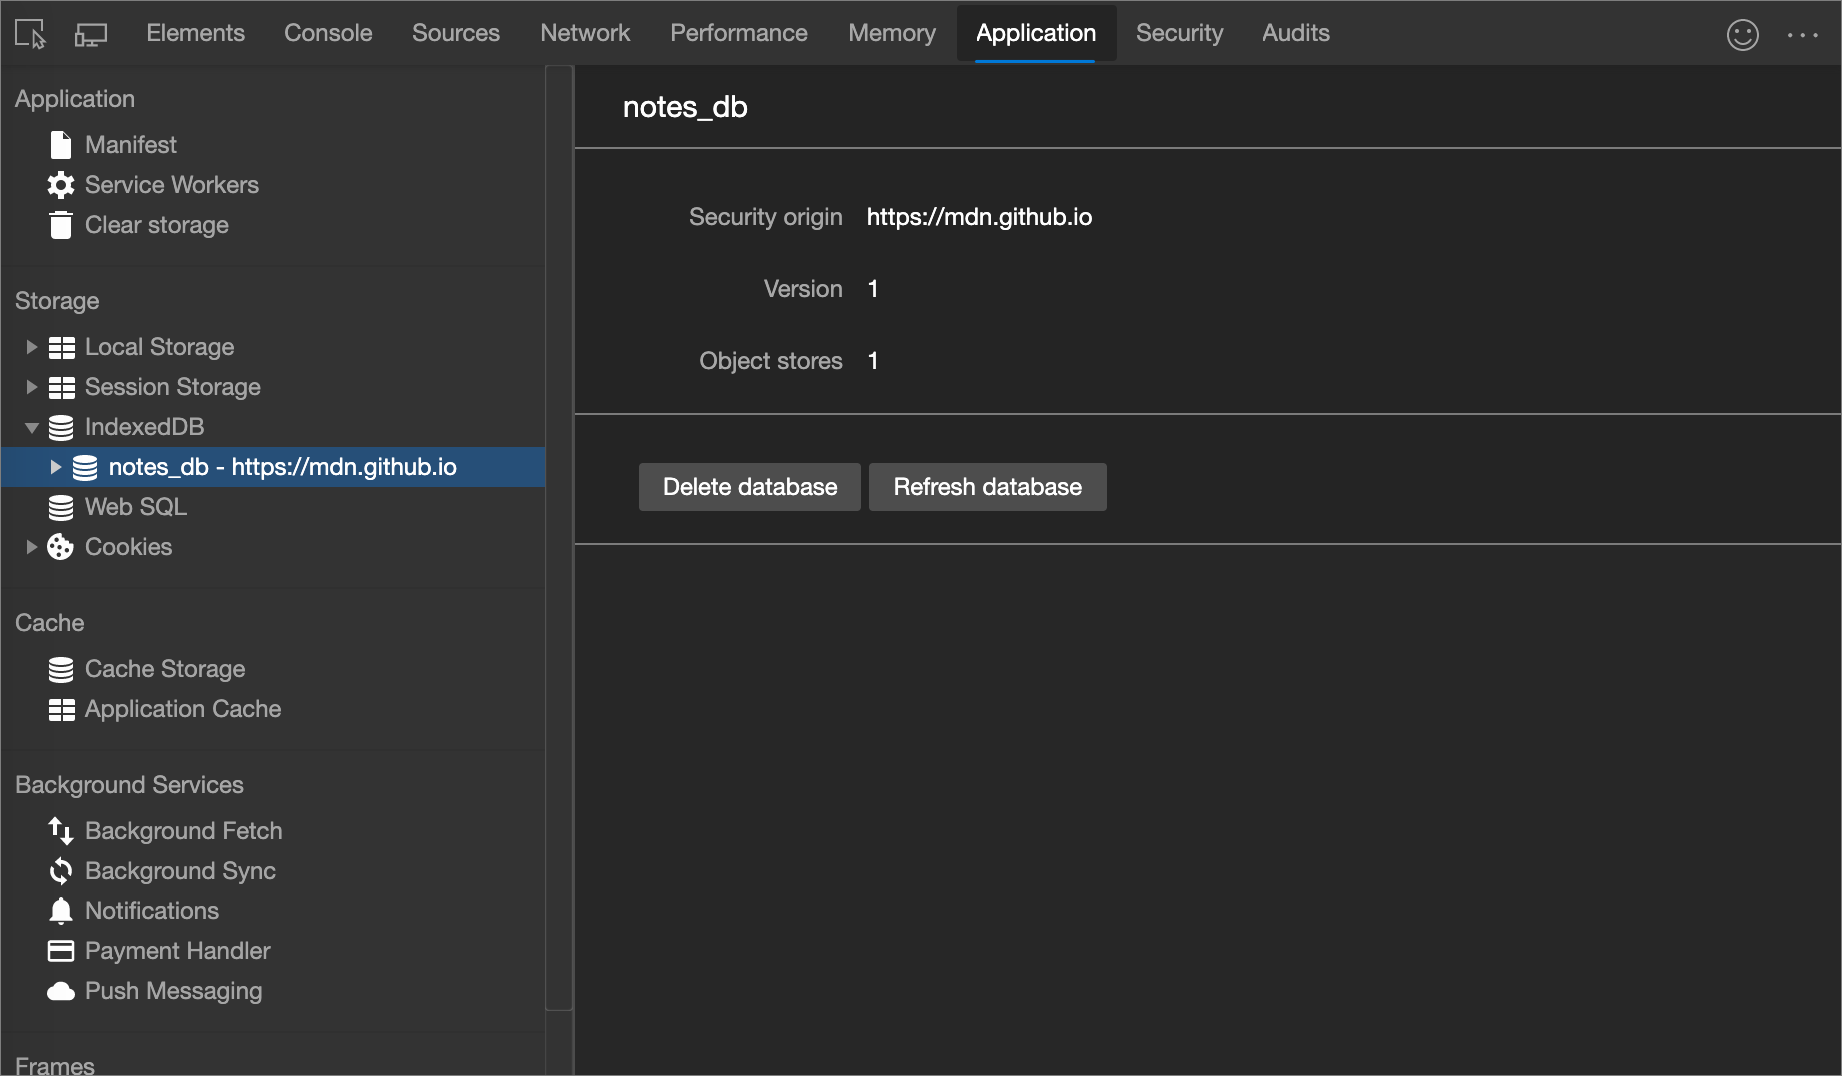 Elements Console Sources Network Performance Memory Application Security Audits
Application
Manifest
Service Workers
Clear storage
Storage
Local Storage
Session Storage
IndexedDB
notes_db - https://mdn.github.io
Web SQL
Cookies
Cache
Cache Storage
Application Cache
Background Services
Background Fetch
Background Sync
Notifications
Payment Handler
Push Messaging
Frames
notes_db
Security origin https://mdn.github.io
Version 1
Object stores 1
Delete database Refresh database